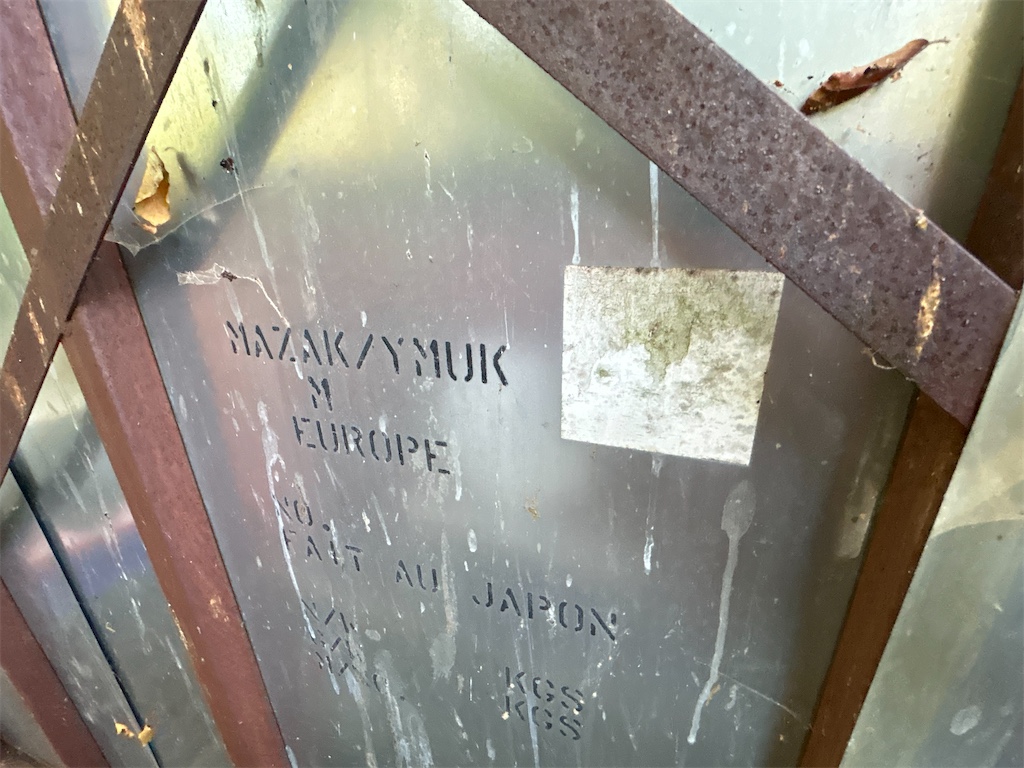 MAZAK/YMUK
M
EUROPE
NO.
FAIT AU JAPON
KGS
KGS